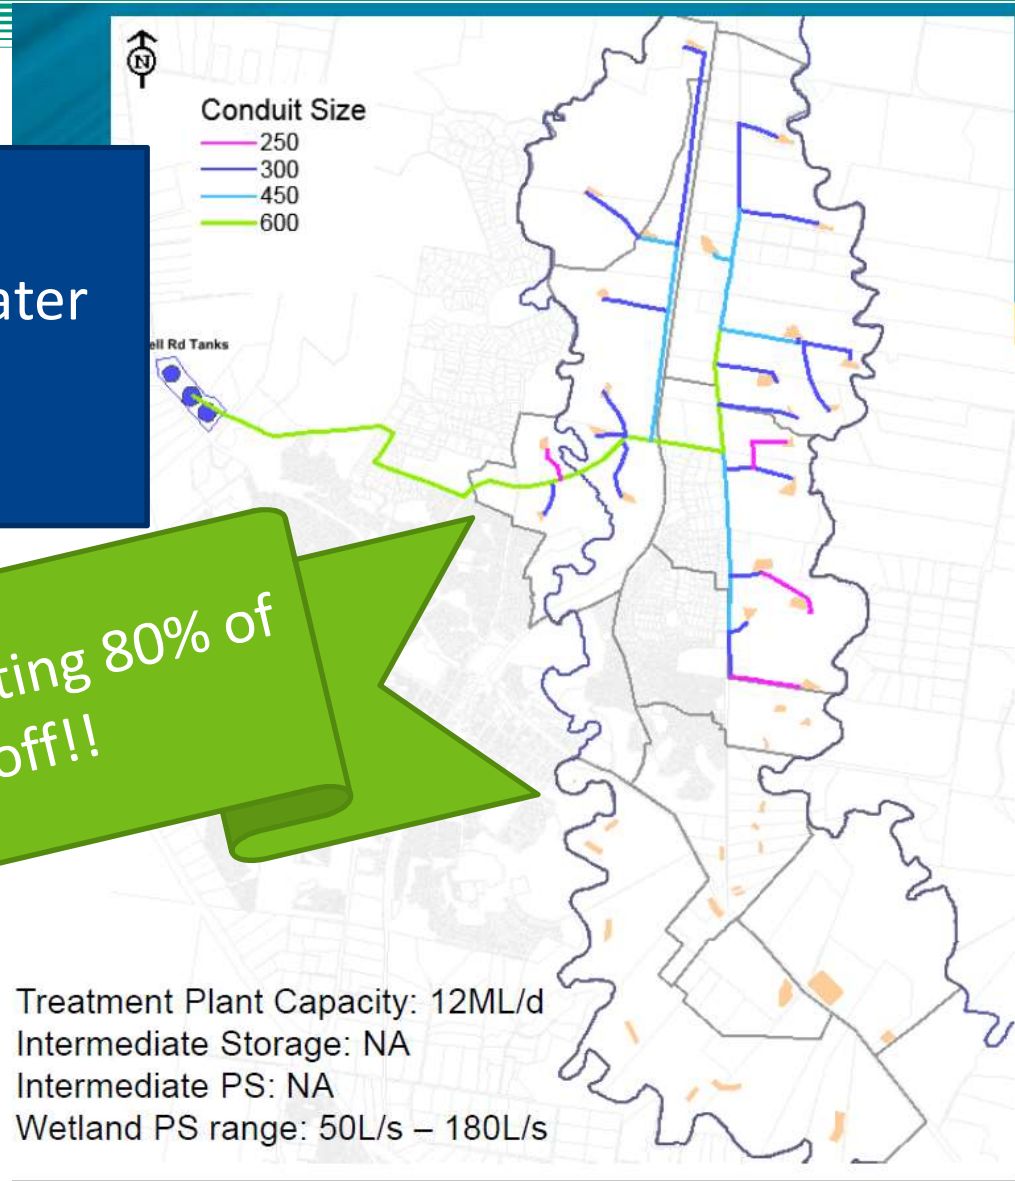 N
Conduit Size
250
300
450
600
ater
ell Rd Tanks
ting 80% of
off!!
Treatment Plant Capacity: 12ML/d
Intermediate Storage: NA
Intermediate PS: NA
Wetland PS range: 50L/s – 180L/s